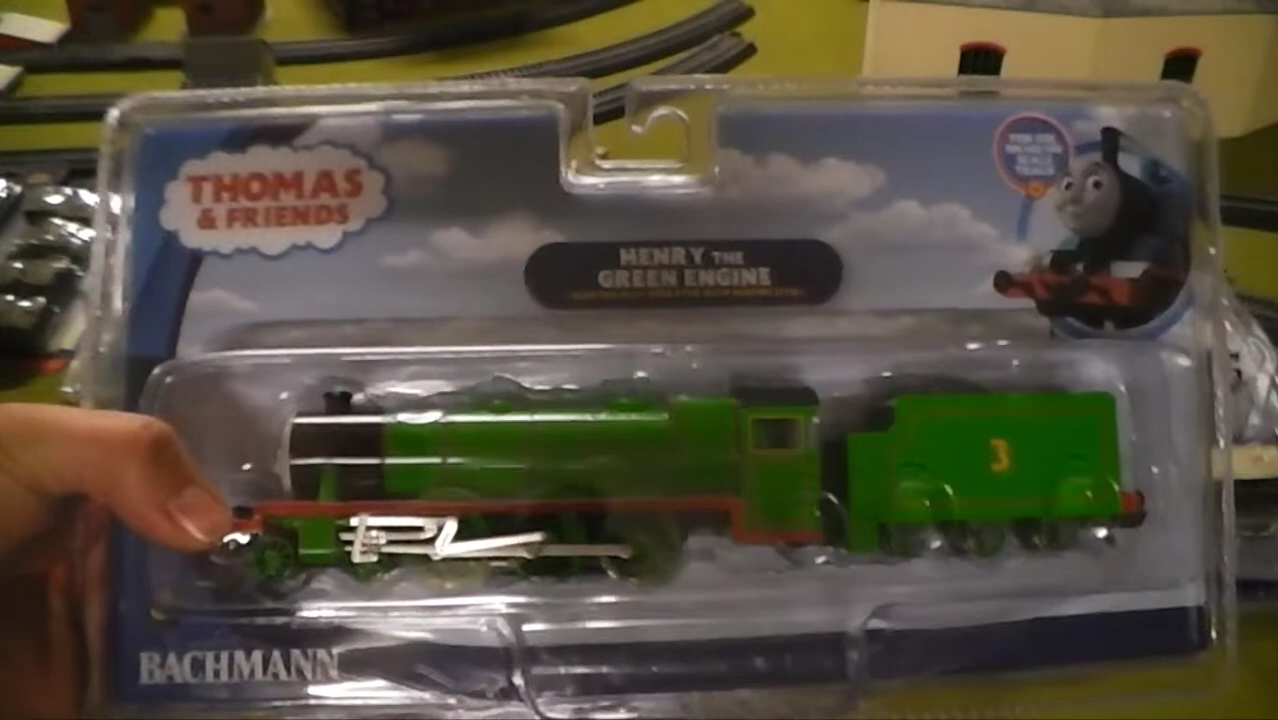 THOMAS
& FRIENDS
HENRY THE
GREEN ENGINE
3
BACHMANN